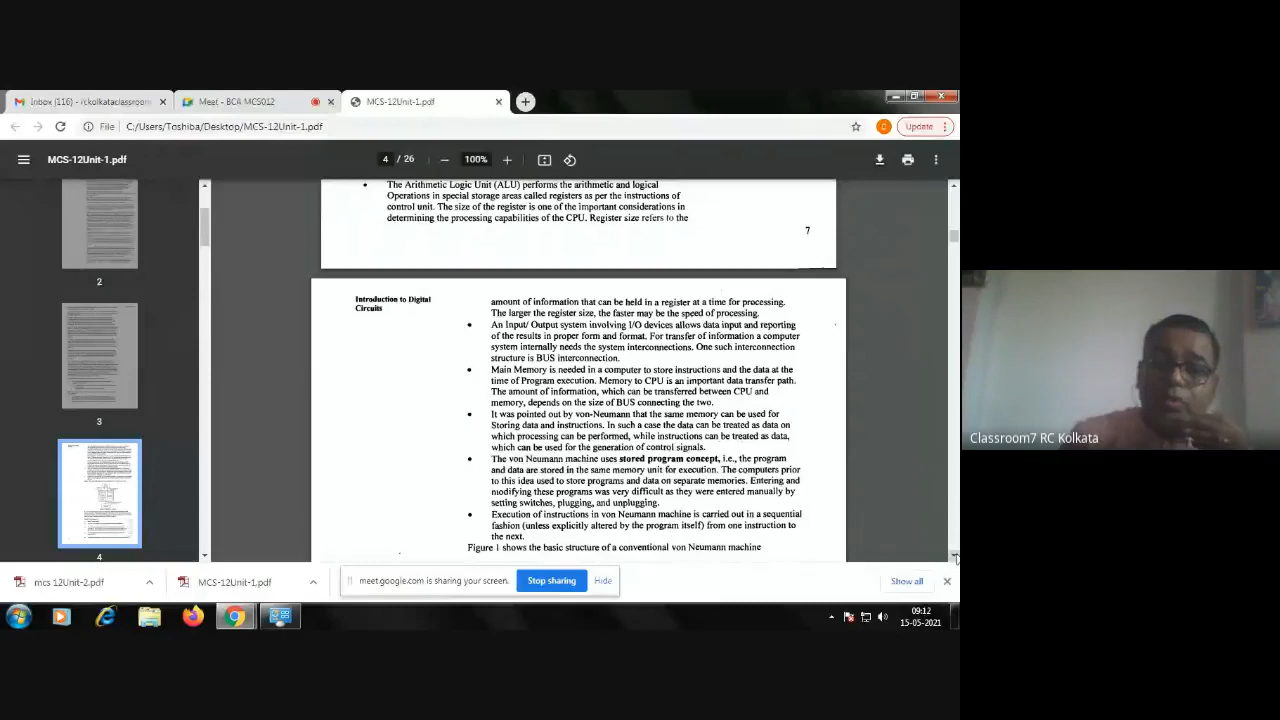 Inbox (116) - rckolkataclassroom
Meet - BCA MCS012
MCS-12Unit-1.pdf
File C:/Users/Toshiba/Desktop/MCS-12Unit-1.pdf
C
Update
MCS-12Unit-1.pdf
4 / 26
100%
2
3
4
The Arithmetic Logic Unit (ALU) performs the arithmetic and logical
Operations in special storage areas called registers as per the instructions of
control unit. The size of the register is one of the important considerations in
determining the processing capabilities of the CPU. Register size refers to the
7
Introduction to Digital
Circuits
amount of information that can be held in a register at a time for processing.
The larger the register size, the faster may be the speed of processing.
• An Input/ Output system involving I/O devices allows data input and reporting
of the results in proper form and format. For transfer of information a computer
system internally needs the system interconnections. One such interconnection
structure is BUS interconnection.
• Main Memory is needed in a computer to store instructions and the data at the
time of Program execution. Memory to CPU is an important data transfer path.
The amount of information, which can be transferred between CPU and
memory, depends on the size of BUS connecting the two.
• It was pointed out by von-Neumann that the same memory can be used for
Storing data and instructions. In such a case the data can be treated as data on
which processing can be performed, while instructions can be treated as data,
which can be used for the generation of control signals.
• The von Neumann machine uses stored program concept, i.e., the program
and data are stored in the same memory unit for execution. The computers prior
to this idea used to store programs and data on separate memories. Entering and
modifying these programs was very difficult as they were entered manually by
setting switches, plugging, and unplugging.
• Execution of instructions in von Neumann machine is carried out in a sequential
fashion (unless explicitly altered by the program itself) from one instruction to
the next.
Figure 1 shows the basic structure of a conventional von Neumann machine
Classroom7 RC Kolkata
mcs 12Unit-2.pdf
MCS-12Unit-1.pdf
meet.google.com is sharing your screen.
Stop sharing
Hide
Show all
09:12
15-05-2021